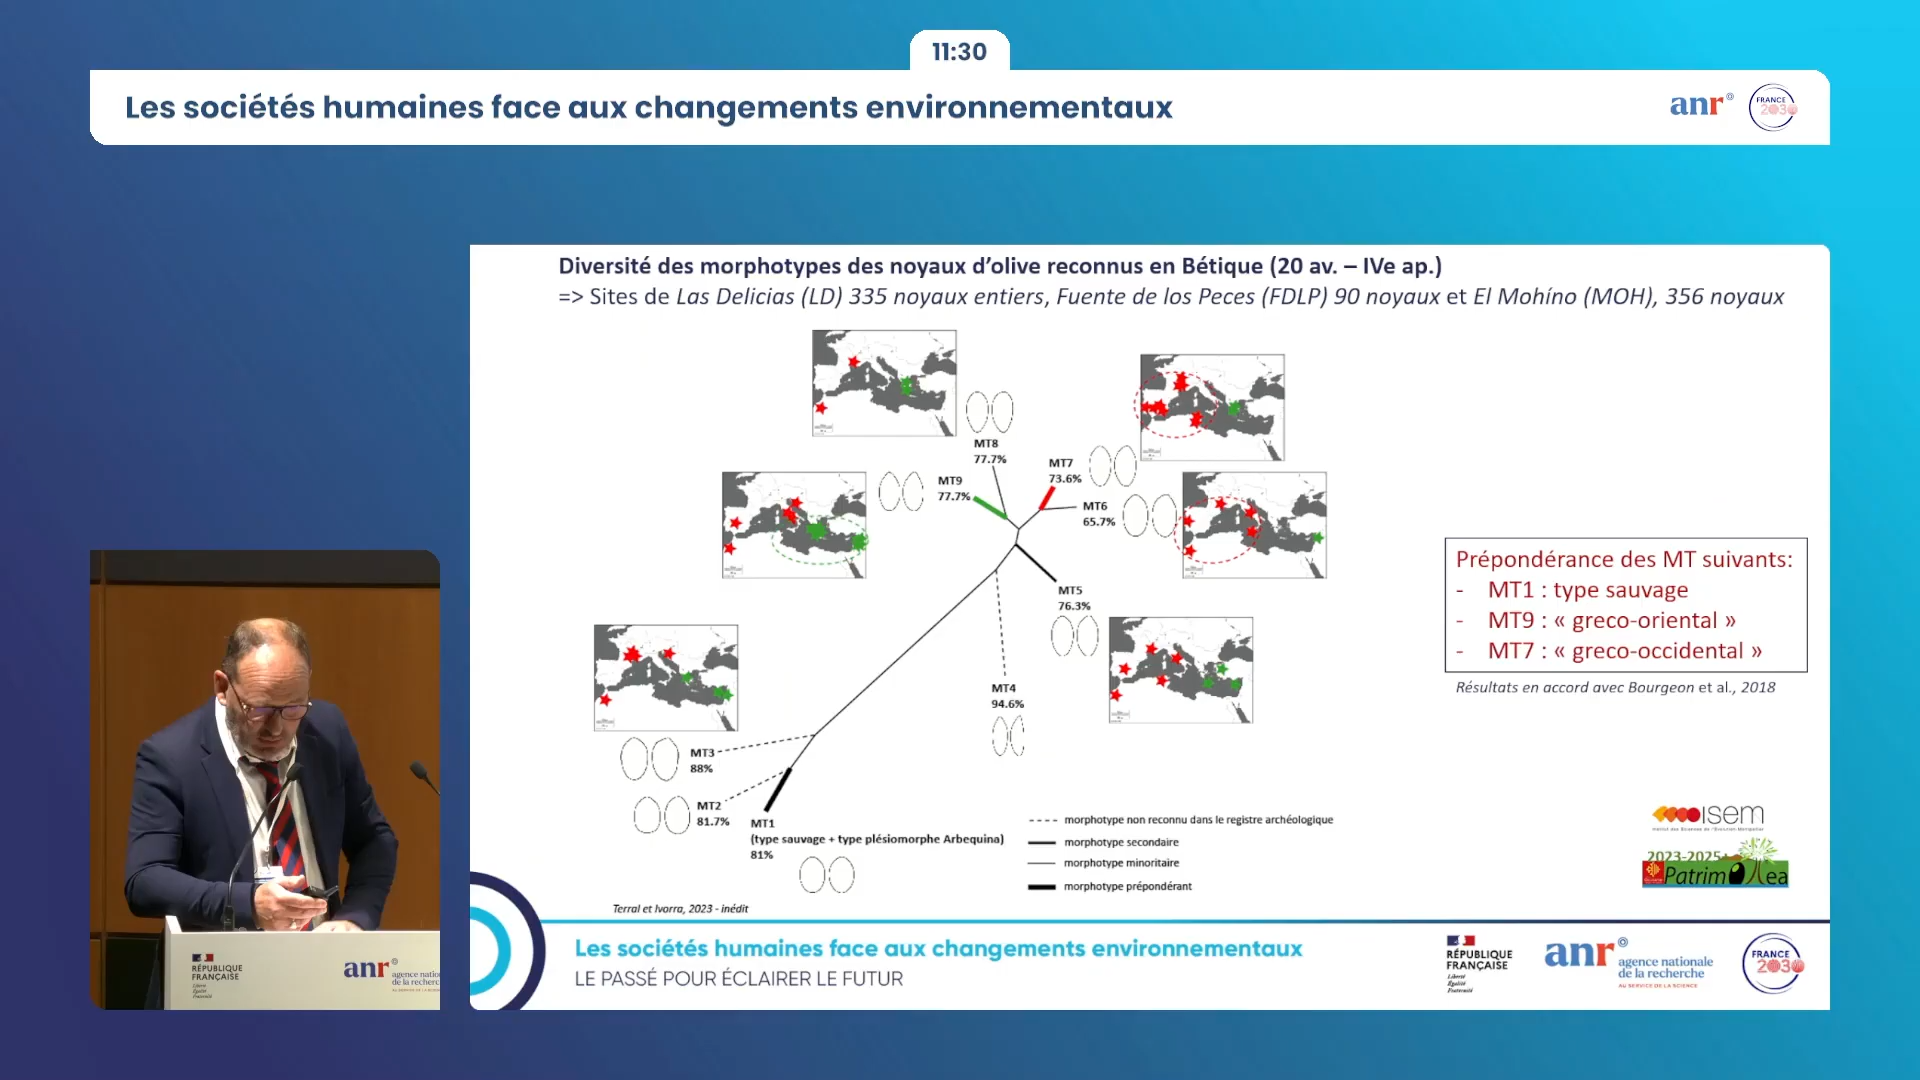 11:30
Les sociétés humaines face aux changements environnementaux
anr
FRANCE
2030
Diversité des morphotypes des noyaux d'olive reconnus en Bétique (20 av. – IVe ap.)
=> Sites de Las Delicias (LD) 335 noyaux entiers, Fuente de los Peces (FDLP) 90 noyaux et El Mohíno (MOH), 356 noyaux
MT8
77.7%
MT7
73.6%
MT9
77.7%
MT6
65.7%
MT5
76.3%
MT4
94.6%
MT3
88%
MT2
81.7%
MT1
(type sauvage + type plésiomorphe Arbequina)
81%
Prépondérance des MT suivants:
- MT1 : type sauvage
- MT9 : « greco-oriental »
- MT7 : « greco-occidental »
Résultats en accord avec Bourgeon et al., 2018
morphotype non reconnu dans le registre archéologique
morphotype secondaire
morphotype minoritaire
morphotype prépondérant
Terral et Ivorra, 2023 - inédit
isem
Institut des Sciences de l'Evolution-Montpellier
2023-2025
PatrimOlea
Les sociétés humaines face aux changements environnementaux
LE PASSÉ POUR ÉCLAIRER LE FUTUR
RÉPUBLIQUE
FRANÇAISE
Liberté
Égalité
Fraternité
anr
agence nationale
de la recherche
AU SERVICE DE LA SCIENCE
FRANCE
2030
RÉPUBLIQUE
FRANÇAISE
Liberté
Égalité
Fraternité
anr
agence natio
de la recherc